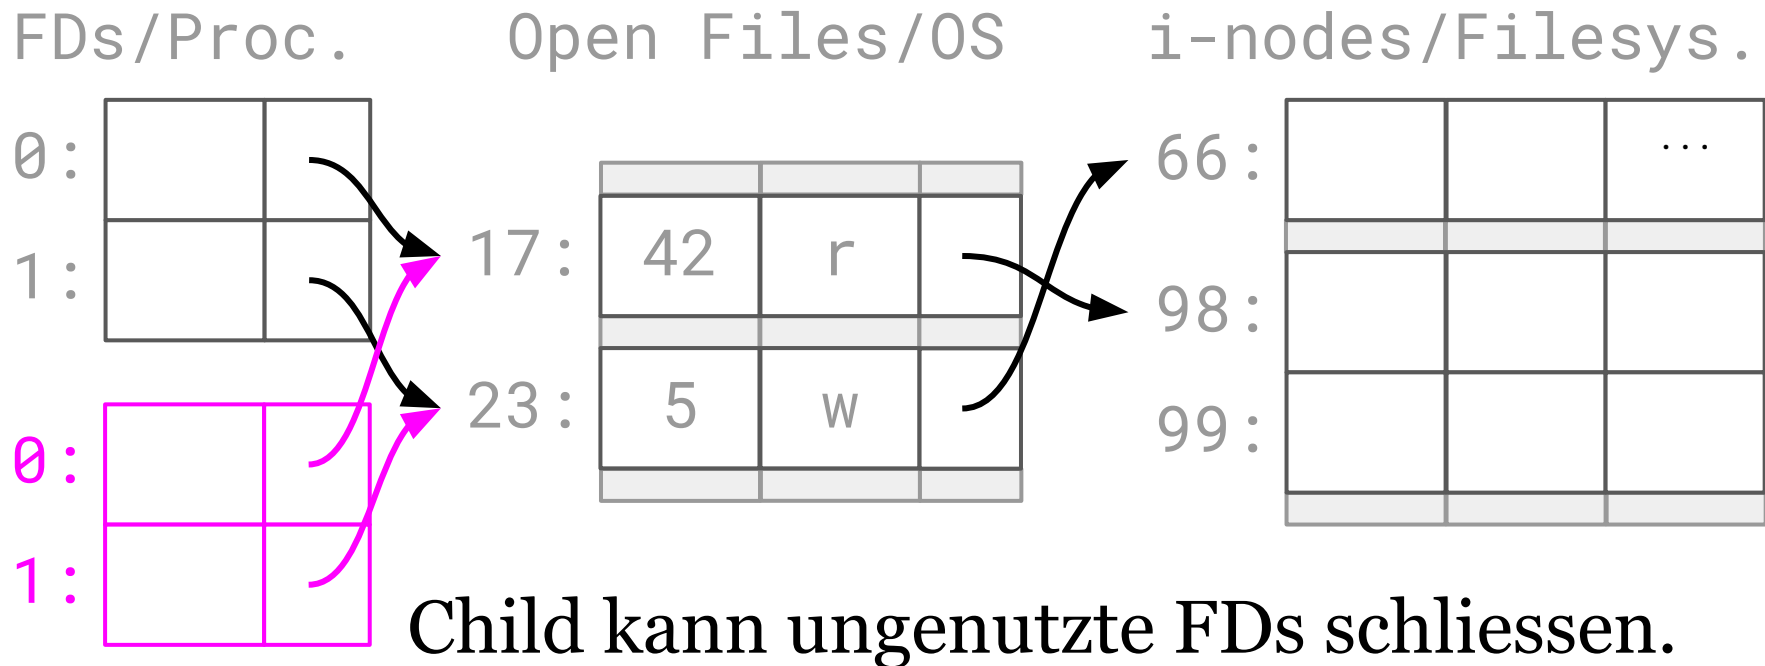 FDs/Proc. Open Files/OS i-nodes/Filesys.
0: 66: ...
17: 42 r
1: 98:
23: 5 w 99:
0:
1:
Child kann ungenutzte FDs schliessen.